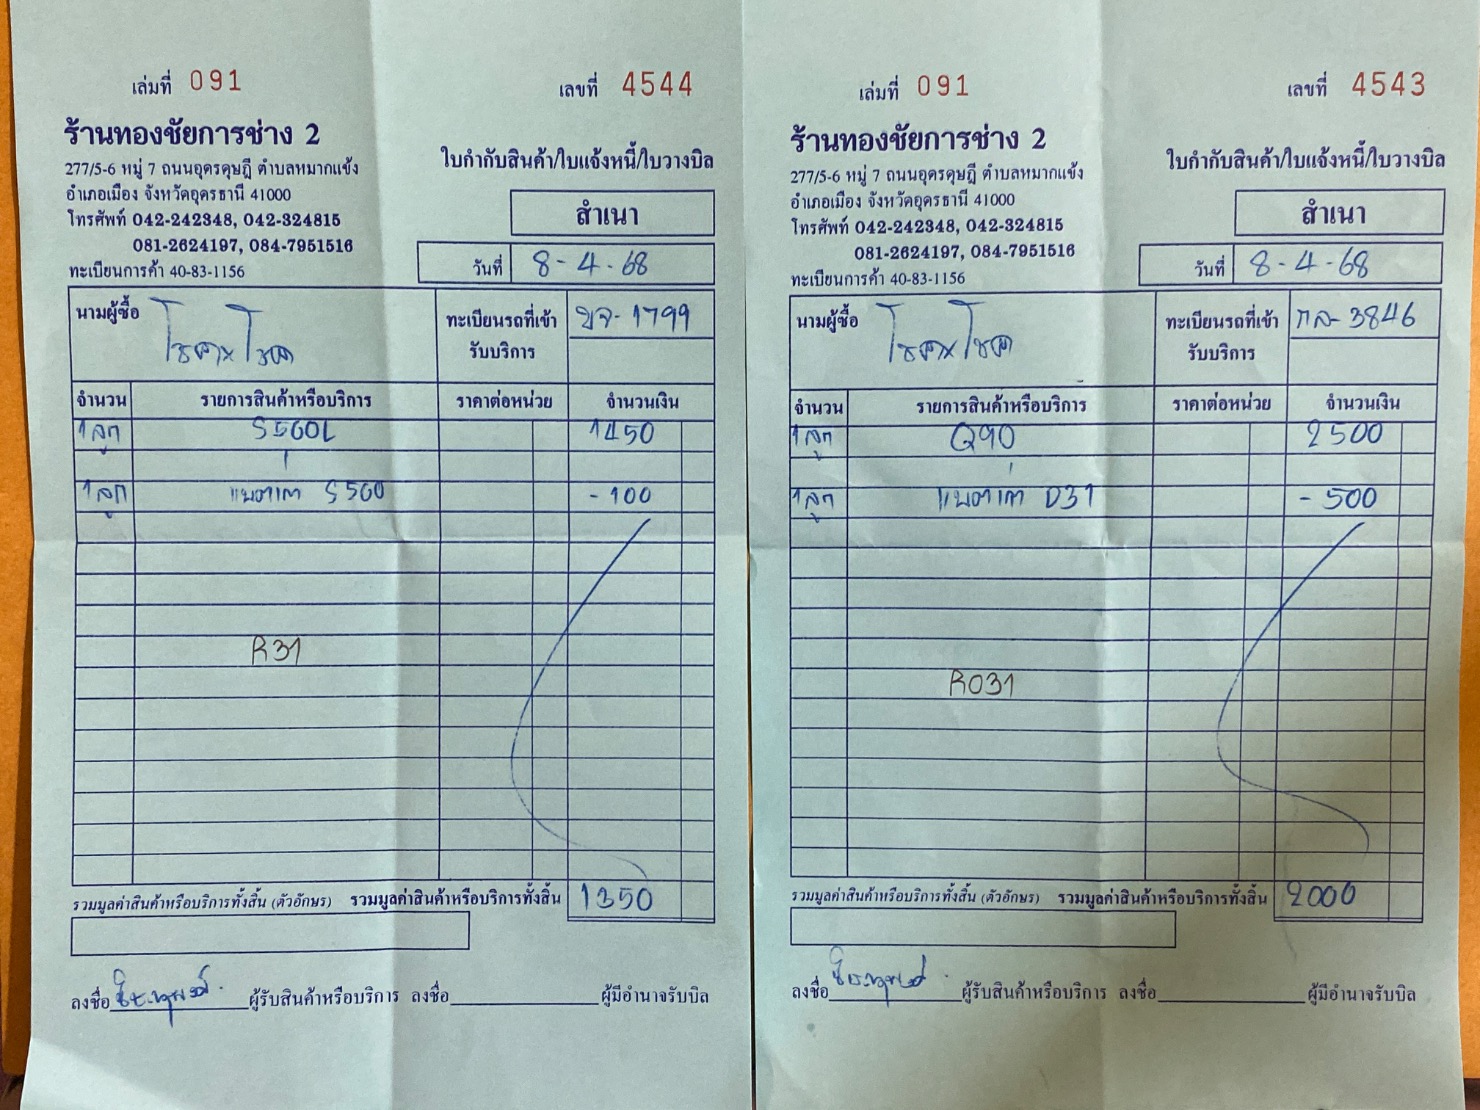 เล่มที่ 091
เลขที่ 4544
ร้านทองชัยการช่าง 2
277/5-6 หมู่ 7 ถนนอุดรดุษฎี ตำบลหมากแข้ง
ใบกำกับสินค้า/ใบแจ้งหนี้/ใบวางบิล
อำเภอเมือง จังหวัดอุดรธานี 41000
สำเนา
โทรศัพท์ 042-242348, 042-324815
081-2624197, 084-7951516
วันที่ 8-4-68
ทะเบียนการค้า 40-83-1156
นามผู้ซื้อ โชคาxโชค
ทะเบียนรถที่เข้า
รับบริการ
ขจ-1799
จำนวน รายการสินค้าหรือบริการ ราคาต่อหน่วย จำนวนเงิน
1ลูก S560L 1450
1ลูก แบตเก่า S500 -100
R31
รวมมูลค่าสินค้าหรือบริการทั้งสิ้น (ตัวอักษร) รวมมูลค่าสินค้าหรือบริการทั้งสิ้น 1350
ลงชื่อ ผู้รับสินค้าหรือบริการ ลงชื่อ ผู้มีอำนาจรับบิล
เล่มที่ 091
เลขที่ 4543
ร้านทองชัยการช่าง 2
277/5-6 หมู่ 7 ถนนอุดรดุษฎี ตำบลหมากแข้ง
ใบกำกับสินค้า/ใบแจ้งหนี้/ใบวางบิล
อำเภอเมือง จังหวัดอุดรธานี 41000
สำเนา
โทรศัพท์ 042-242348, 042-324815
081-2624197, 084-7951516
วันที่ 8-4-68
ทะเบียนการค้า 40-83-1156
นามผู้ซื้อ โชคาxโชค
ทะเบียนรถที่เข้า
รับบริการ
กล-3846
จำนวน รายการสินค้าหรือบริการ ราคาต่อหน่วย จำนวนเงิน
1ลูก Q90 2500
1ลูก แบตเก่า D31 -500
R031
รวมมูลค่าสินค้าหรือบริการทั้งสิ้น (ตัวอักษร) รวมมูลค่าสินค้าหรือบริการทั้งสิ้น 2000
ลงชื่อ ผู้รับสินค้าหรือบริการ ลงชื่อ ผู้มีอำนาจรับบิล